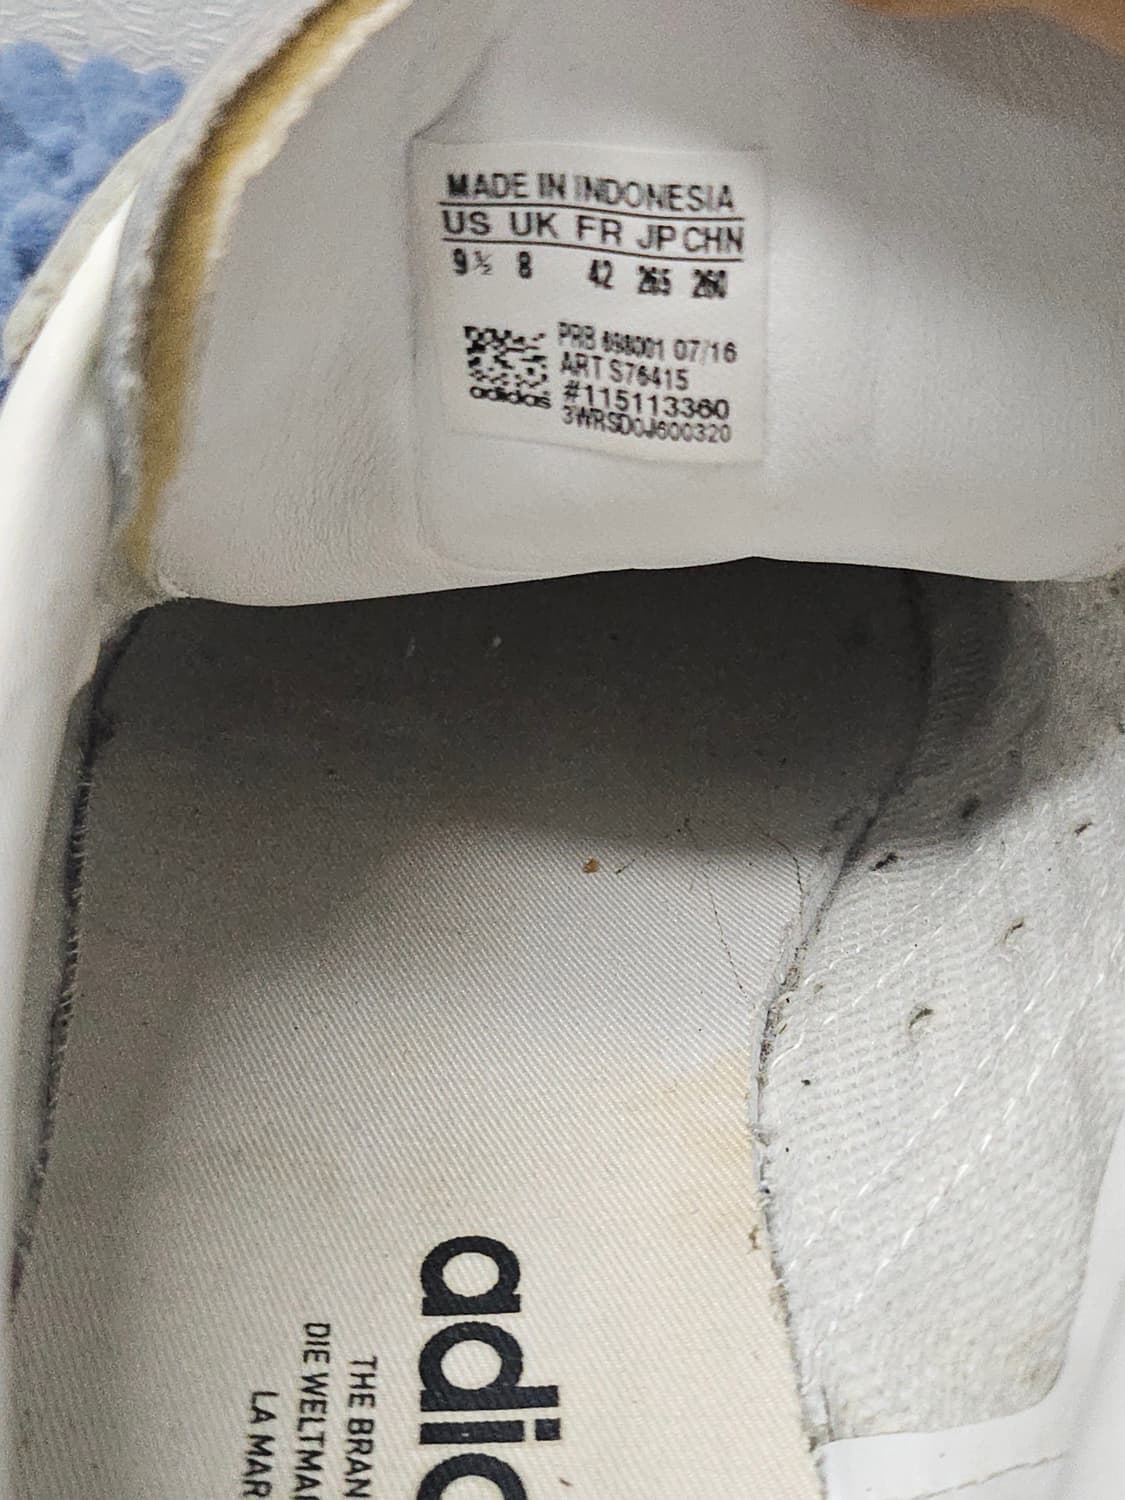 MADE IN INDONESIA
US UK FR JP CHN
9½ 8 42 265 260
PRB 698001 07/16
ART S76415
#115113360
3WRSD0J600320
adidas
adid
THE BRAN
DIE WELTMA
LA MAR